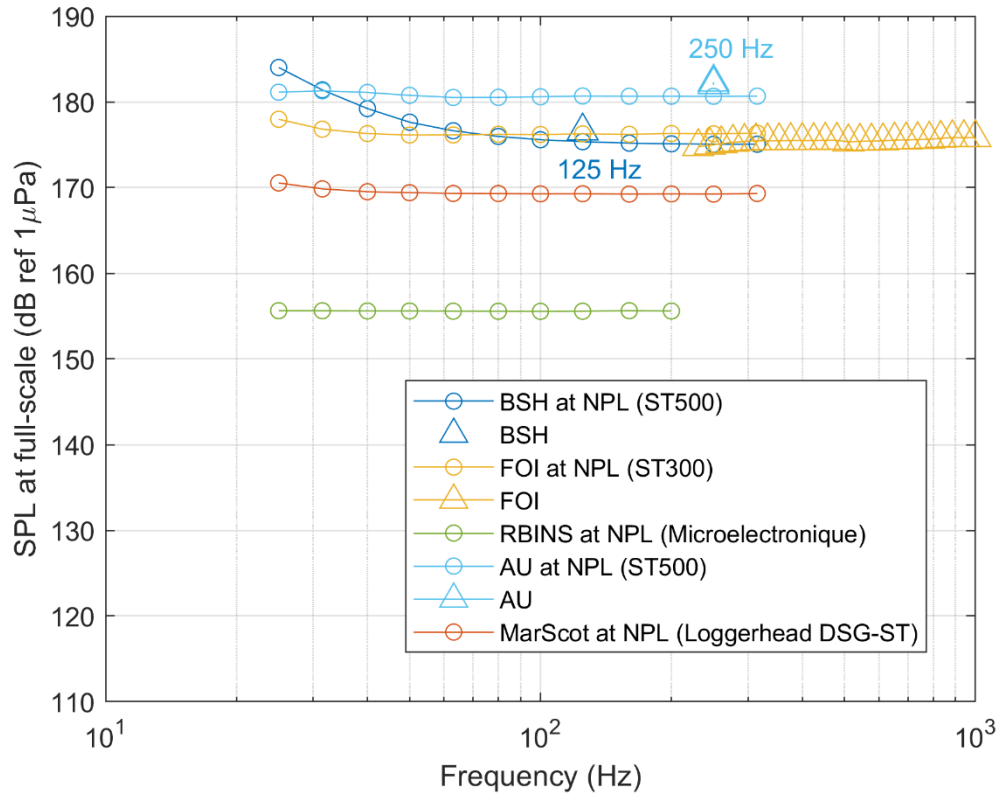 190
180
170
160
150
140
130
120
110
SPL at full-scale (dB ref 1μPa)
250 Hz
125 Hz
BSH at NPL (ST500)
BSH
FOI at NPL (ST300)
FOI
RBINS at NPL (Microelectronique)
AU at NPL (ST500)
AU
MarScot at NPL (Loggerhead DSG-ST)
10¹
10²
10³
Frequency (Hz)